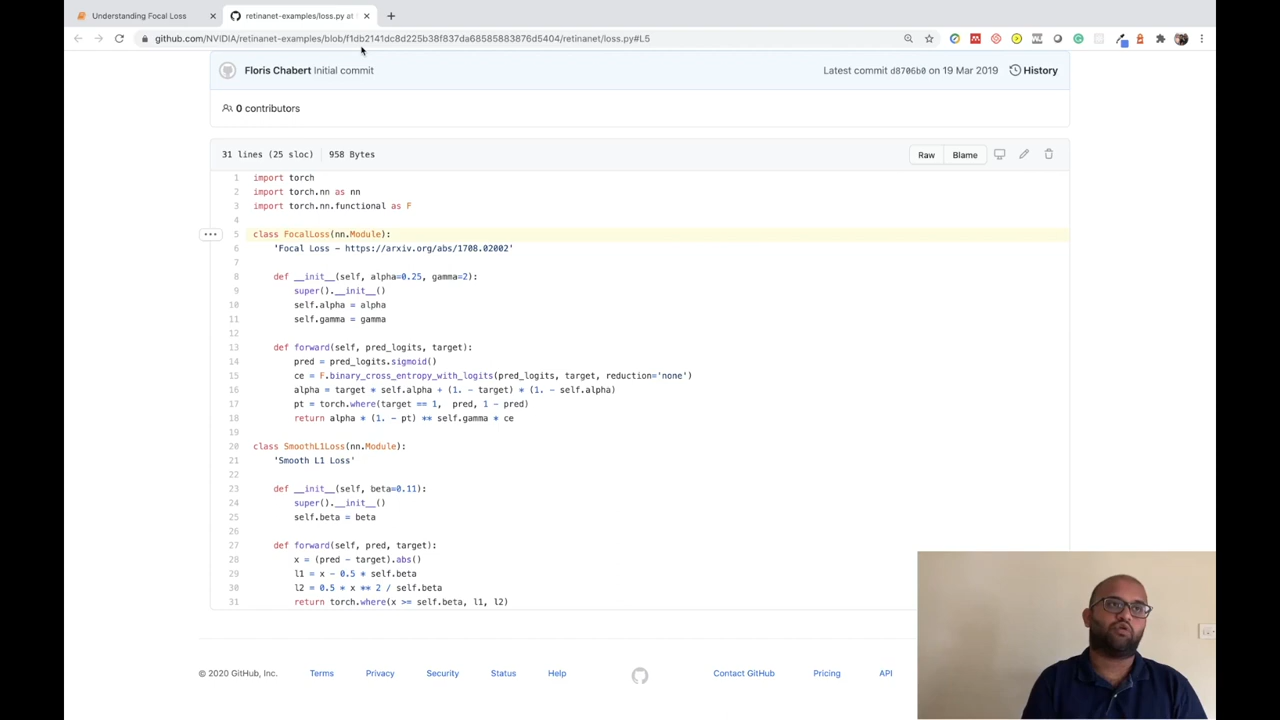 Understanding Focal Loss
retinanet-examples/loss.py at
github.com/NVIDIA/retinanet-examples/blob/f1db2141dc8d225b38f837da68585883876d5404/retinanet/loss.py#L5
Floris Chabert Initial commit
Latest commit d8706b0 on 19 Mar 2019
History
0 contributors
31 lines (25 sloc) 958 Bytes
Raw
Blame
1 import torch
2 import torch.nn as nn
3 import torch.nn.functional as F
4
5 class FocalLoss(nn.Module):
6 'Focal Loss - https://arxiv.org/abs/1708.02002'
7
8 def __init__(self, alpha=0.25, gamma=2):
9 super().__init__()
10 self.alpha = alpha
11 self.gamma = gamma
12
13 def forward(self, pred_logits, target):
14 pred = pred_logits.sigmoid()
15 ce = F.binary_cross_entropy_with_logits(pred_logits, target, reduction='none')
16 alpha = target * self.alpha + (1. - target) * (1. - self.alpha)
17 pt = torch.where(target == 1, pred, 1 - pred)
18 return alpha * (1. - pt) ** self.gamma * ce
19
20 class SmoothL1Loss(nn.Module):
21 'Smooth L1 Loss'
22
23 def __init__(self, beta=0.11):
24 super().__init__()
25 self.beta = beta
26
27 def forward(self, pred, target):
28 x = (pred - target).abs()
29 l1 = x - 0.5 * self.beta
30 l2 = 0.5 * x ** 2 / self.beta
31 return torch.where(x >= self.beta, l1, l2)
© 2020 GitHub, Inc.
Terms
Privacy
Security
Status
Help
Contact GitHub
Pricing
API